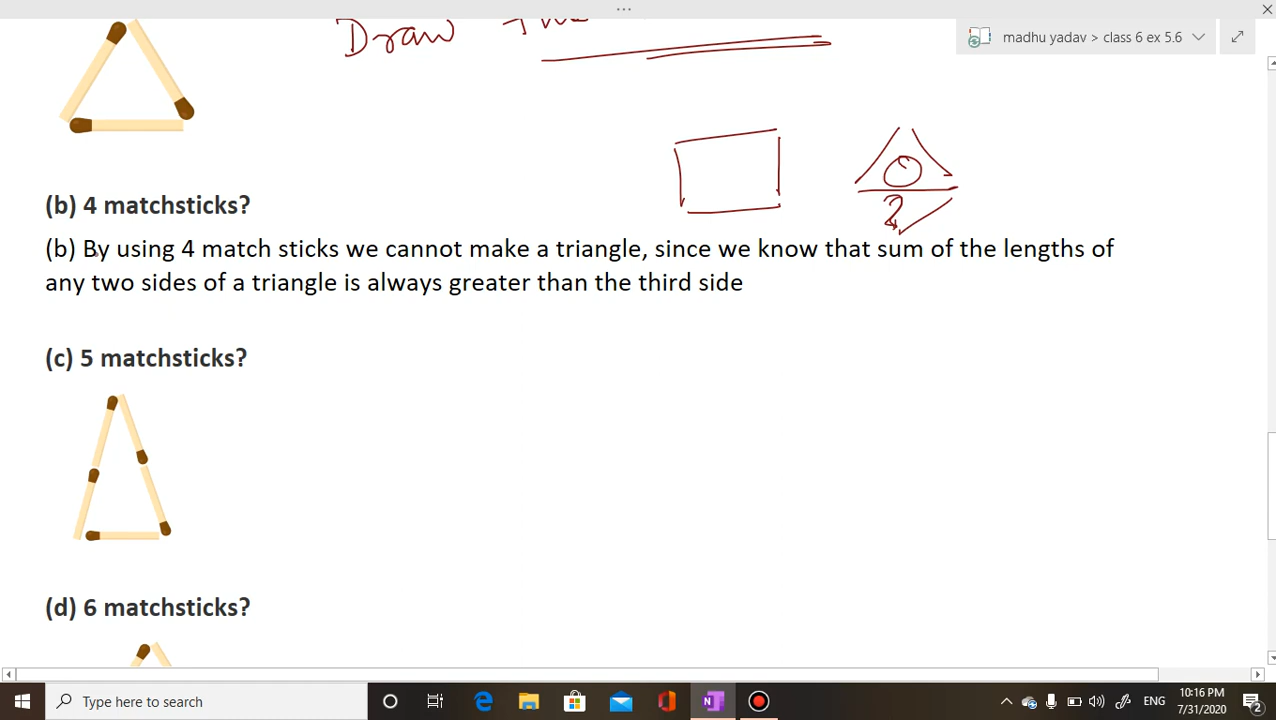 madhu yadav > class 6 ex 5.6
Draw the
(b) 4 matchsticks?
(b) By using 4 match sticks we cannot make a triangle, since we know that sum of the lengths of
any two sides of a triangle is always greater than the third side
(c) 5 matchsticks?
(d) 6 matchsticks?
Type here to search
ENG
10:16 PM
7/31/2020
2